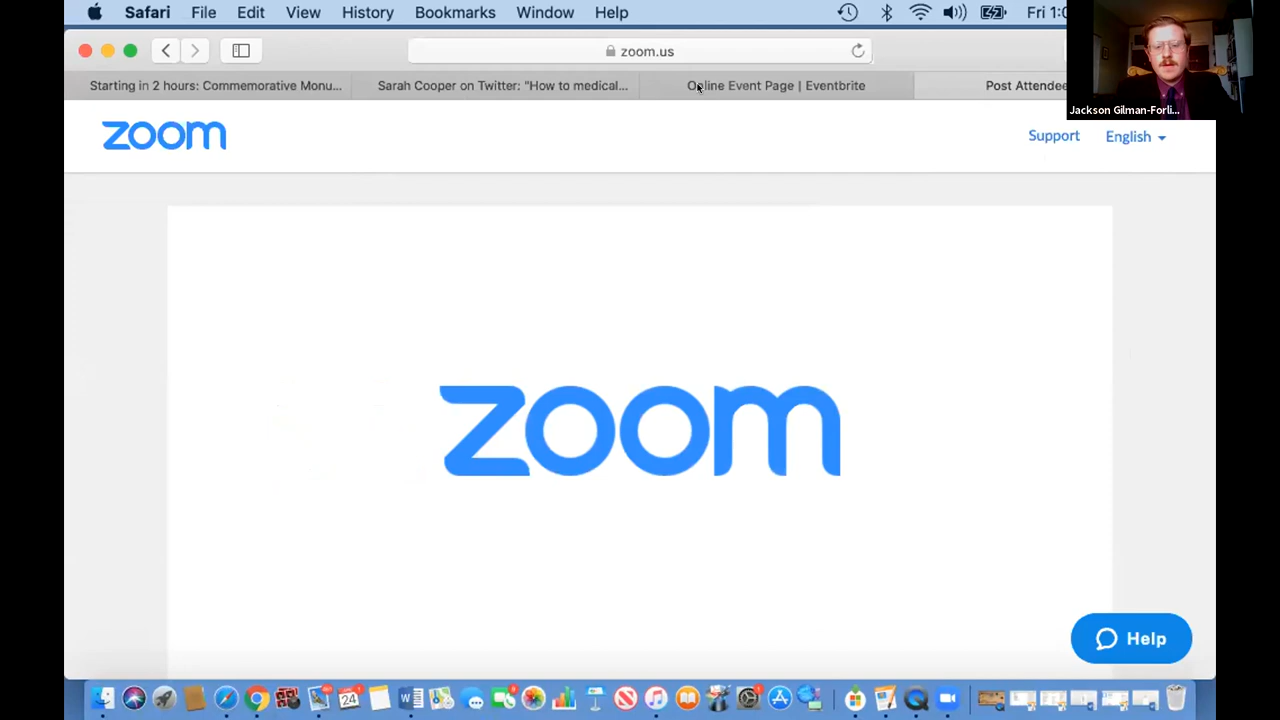 Safari File Edit View History Bookmarks Window Help Fri 1:0
zoom.us
Starting in 2 hours: Commemorative Monu...
Sarah Cooper on Twitter: "How to medical...
Online Event Page | Eventbrite
Post Attendee
Jackson Gilman-Forli...
zoom
Support English
zoom
Help
24